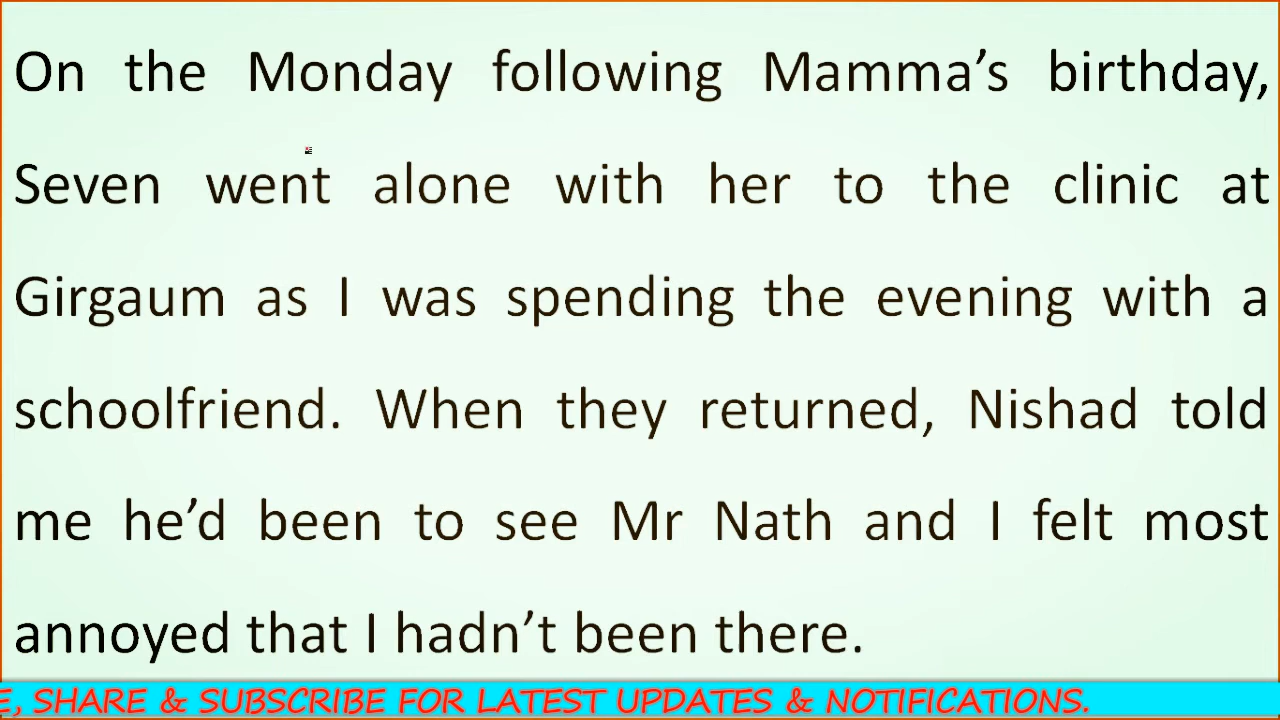 On the Monday following Mamma’s birthday,
Seven went alone with her to the clinic at
Girgaum as I was spending the evening with a
schoolfriend. When they returned, Nishad told
me he’d been to see Mr Nath and I felt most
annoyed that I hadn’t been there.
E, SHARE & SUBSCRIBE FOR LATEST UPDATES & NOTIFICATIONS.